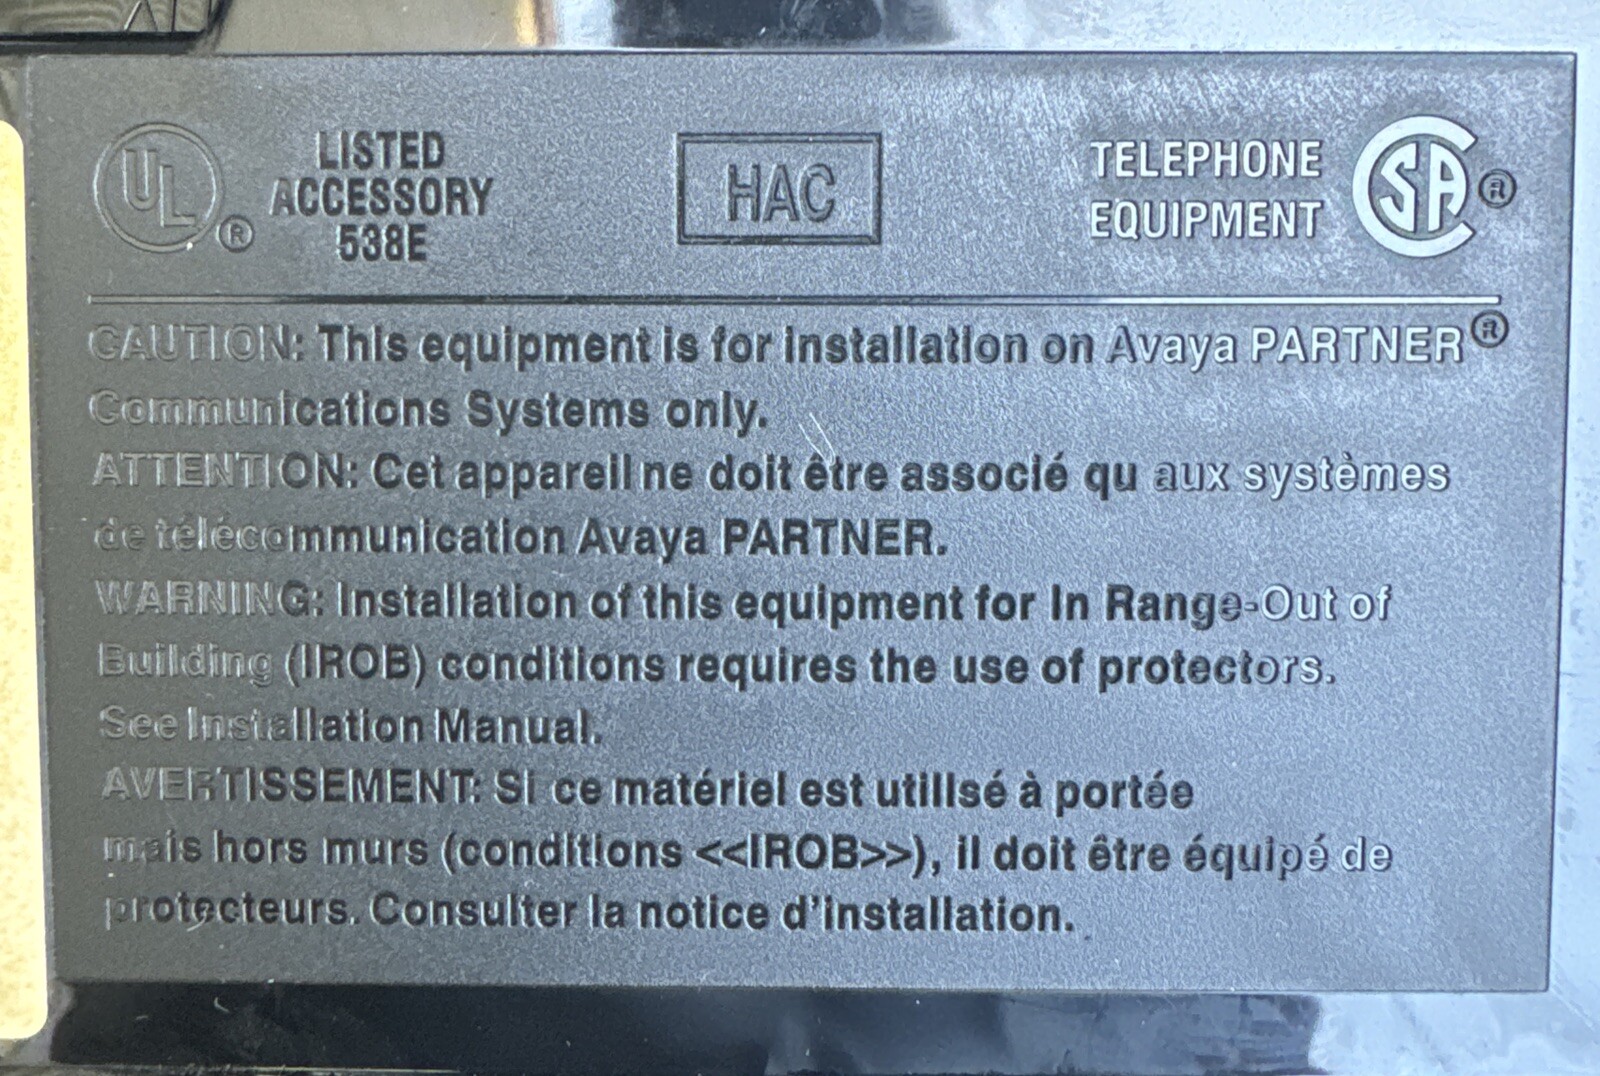 UL® LISTED ACCESSORY 538E
HAC
TELEPHONE EQUIPMENT SA®
CAUTION: This equipment is for installation on Avaya PARTNER®
Communications Systems only.
ATTENTION: Cet appareil ne doit être associé qu aux systèmes
de télécommunication Avaya PARTNER.
WARNING: Installation of this equipment for In Range-Out of
Building (IROB) conditions requires the use of protectors.
See Installation Manual.
AVERTISSEMENT: Si ce matériel est utilisé à portée
mais hors murs (conditions <<IROB>>), il doit être équipé de
protecteurs. Consulter la notice d'installation.